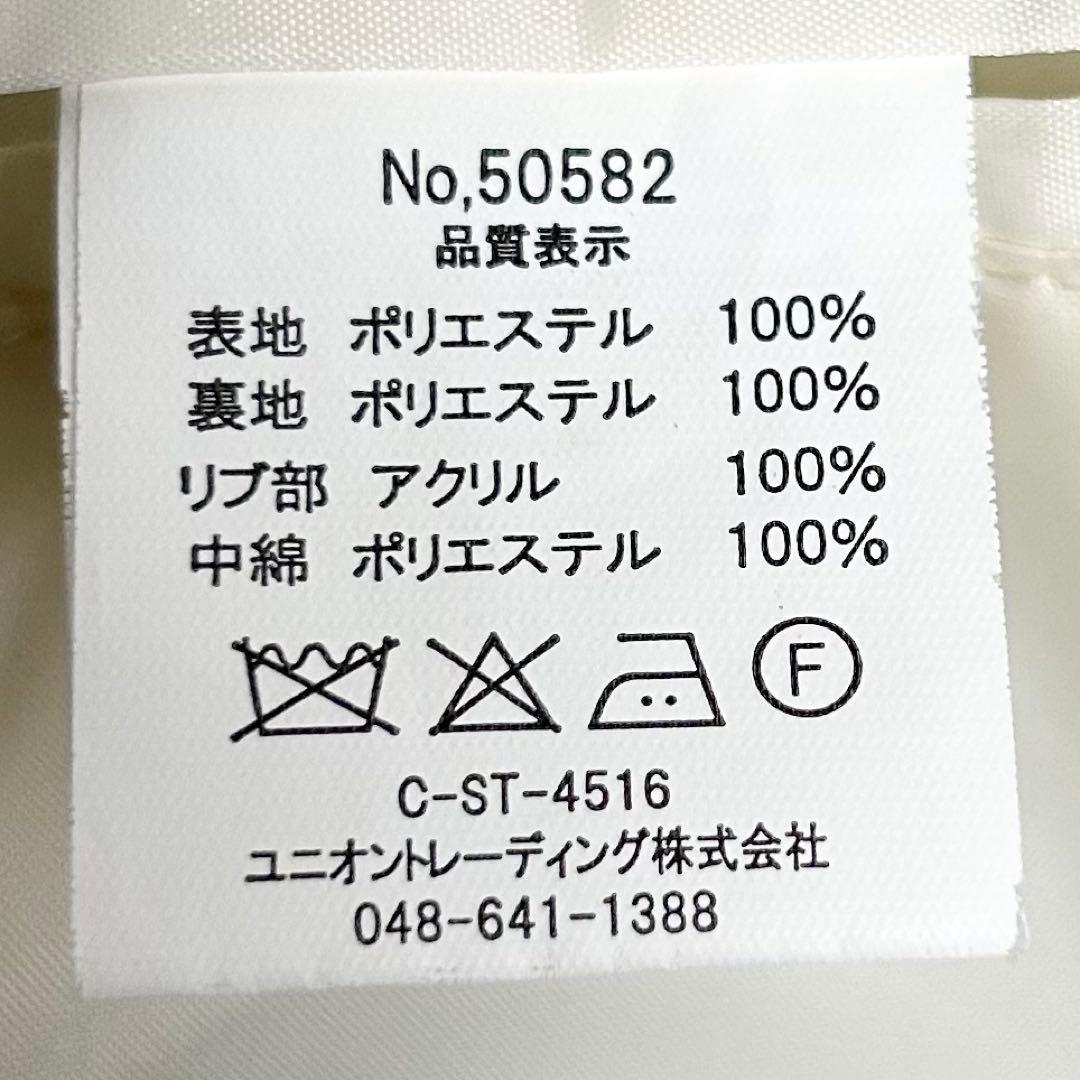 No,50582
品質表示
表地 ポリエステル 100%
裏地 ポリエステル 100%
リブ部 アクリル 100%
中綿 ポリエステル 100%
F
C-ST-4516
ユニオントレーディング株式会社
048-641-1388